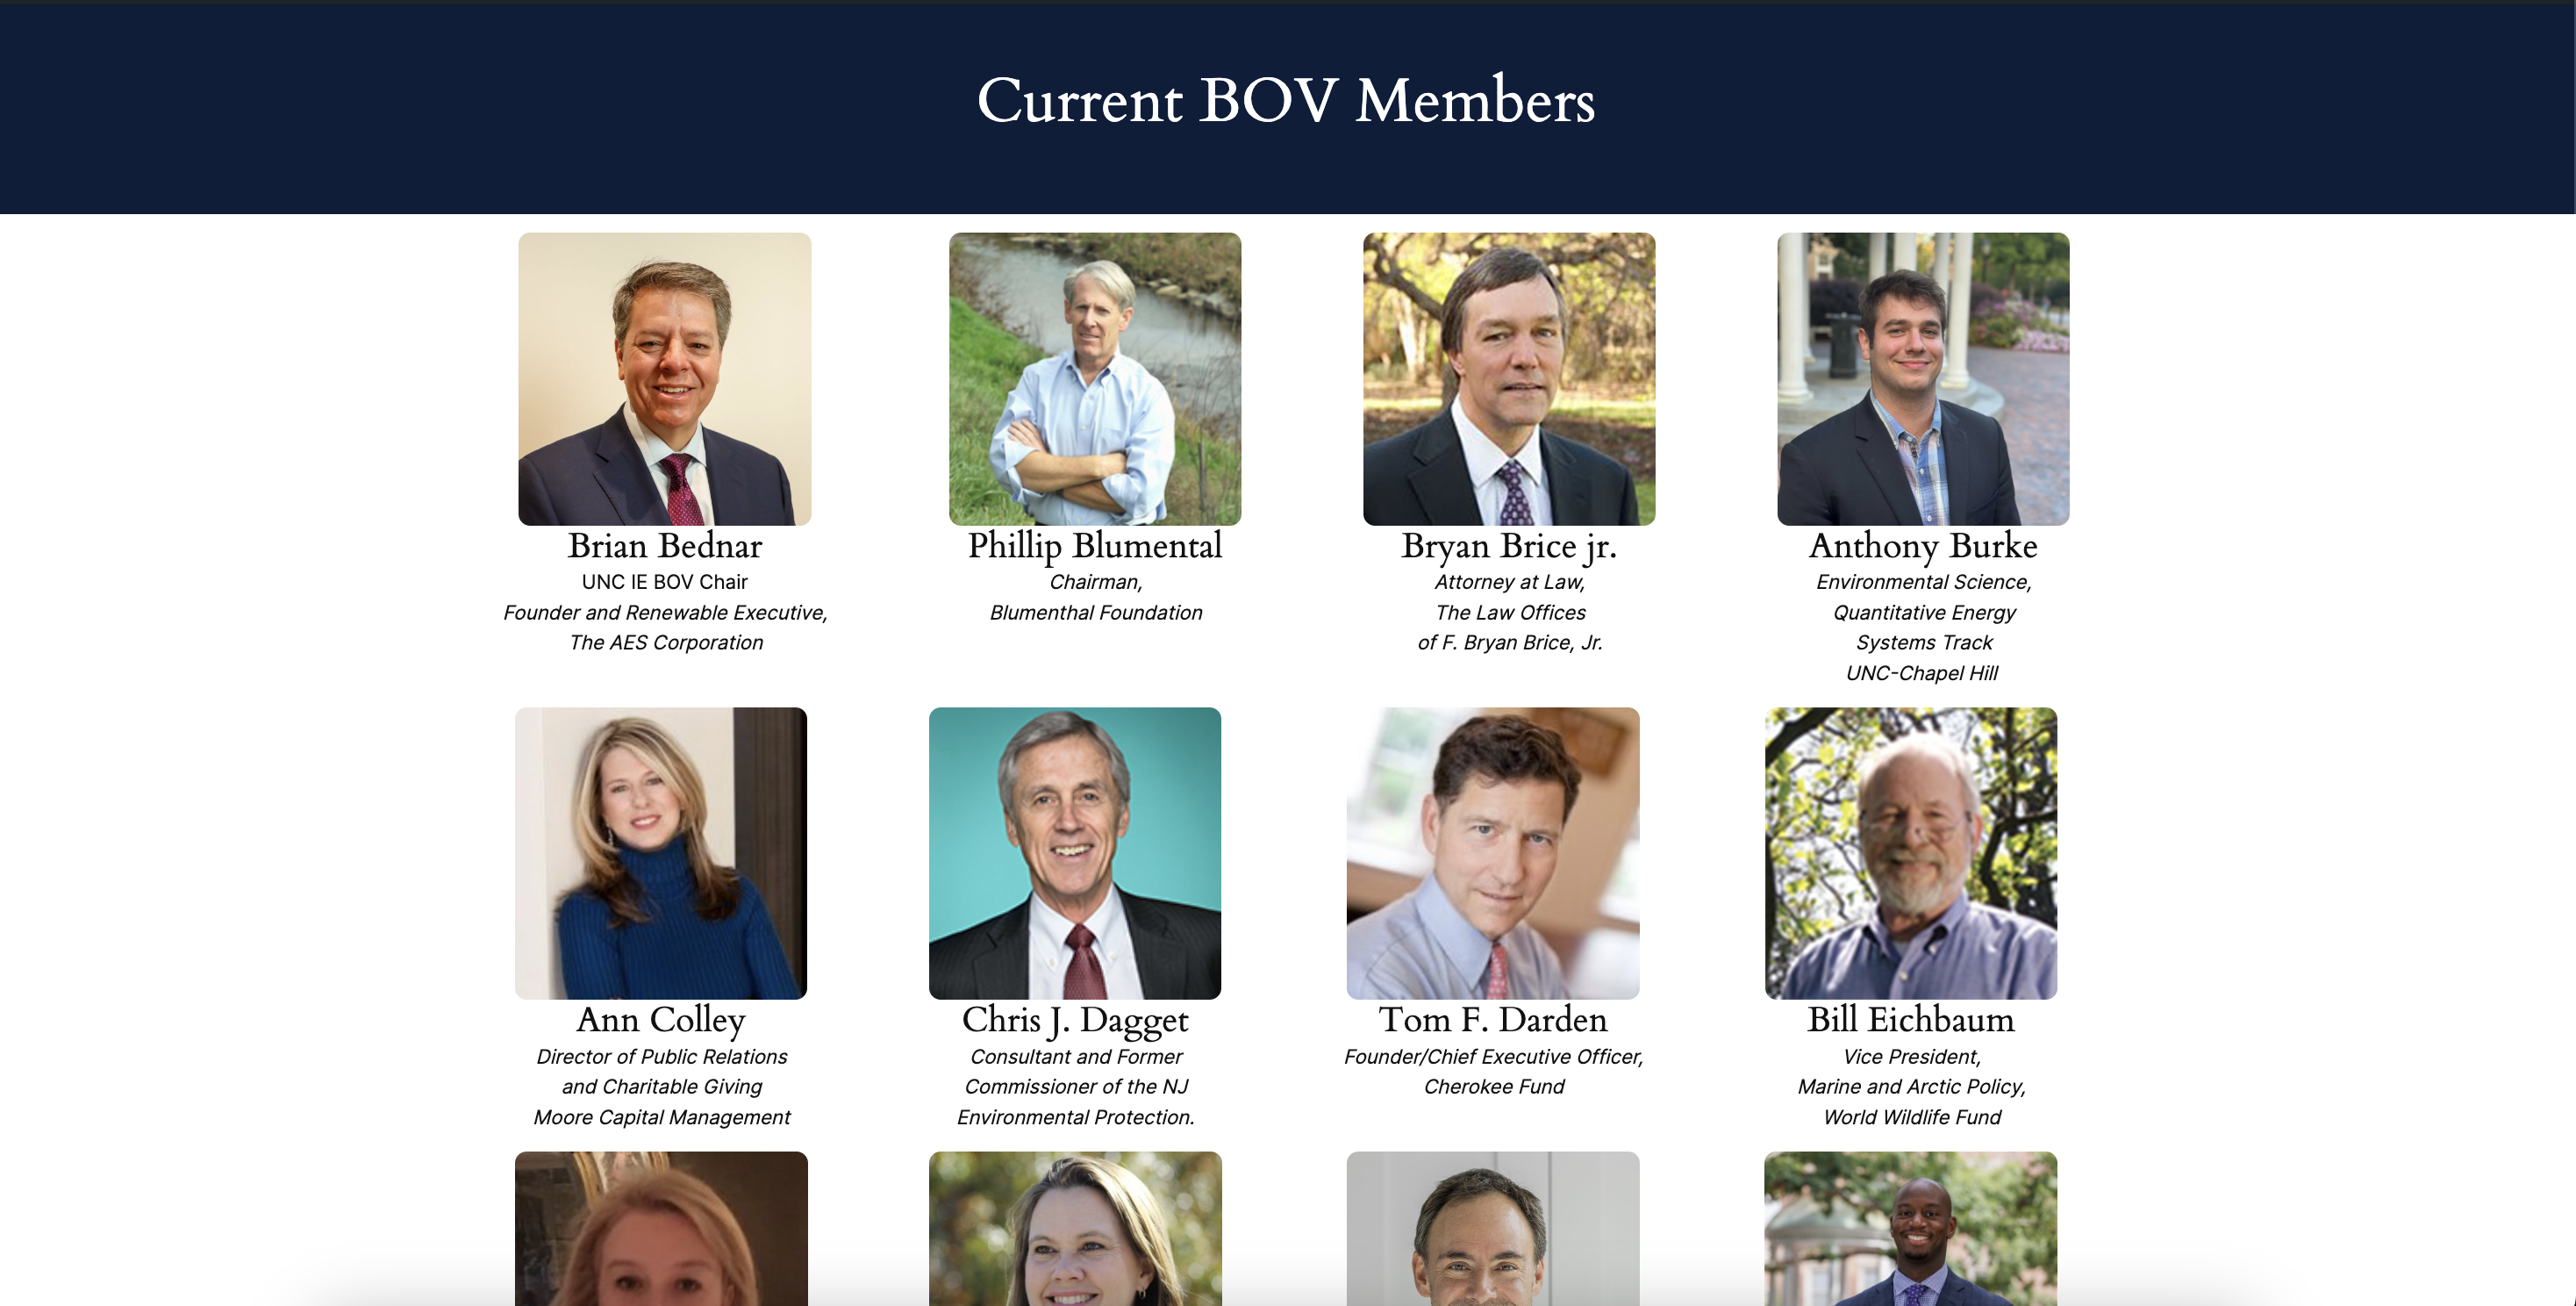 Current BOV Members
Brian Bednar
UNC IE BOV Chair
Founder and Renewable Executive,
The AES Corporation
Phillip Blumental
Chairman,
Blumenthal Foundation
Bryan Brice jr.
Attorney at Law,
The Law Offices
of F. Bryan Brice, Jr.
Anthony Burke
Environmental Science,
Quantitative Energy
Systems Track
UNC-Chapel Hill
Ann Colley
Director of Public Relations
and Charitable Giving
Moore Capital Management
Chris J. Dagget
Consultant and Former
Commissioner of the NJ
Environmental Protection.
Tom F. Darden
Founder/Chief Executive Officer,
Cherokee Fund
Bill Eichbaum
Vice President,
Marine and Arctic Policy,
World Wildlife Fund